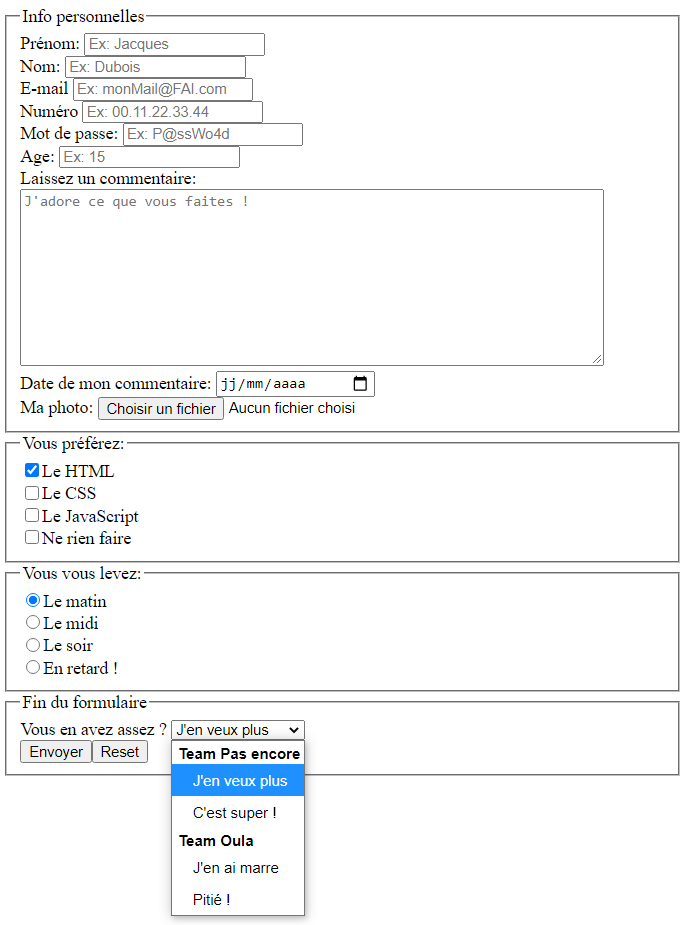 Info personnelles
Prénom: Ex: Jacques
Nom: Ex: Dubois
E-mail Ex: monMail@FAI.com
Numéro Ex: 00.11.22.33.44
Mot de passe: Ex: P@ssWo4d
Age: Ex: 15
Laissez un commentaire:
J'adore ce que vous faites !
Date de mon commentaire: jj/mm/aaaa
Ma photo: Choisir un fichier Aucun fichier choisi
Vous préférez:
Le HTML
Le CSS
Le JavaScript
Ne rien faire
Vous vous levez:
Le matin
Le midi
Le soir
En retard !
Fin du formulaire
Vous en avez assez ? J'en veux plus
Envoyer Reset
Team Pas encore
J'en veux plus
C'est super !
Team Oula
J'en ai marre
Pitié !